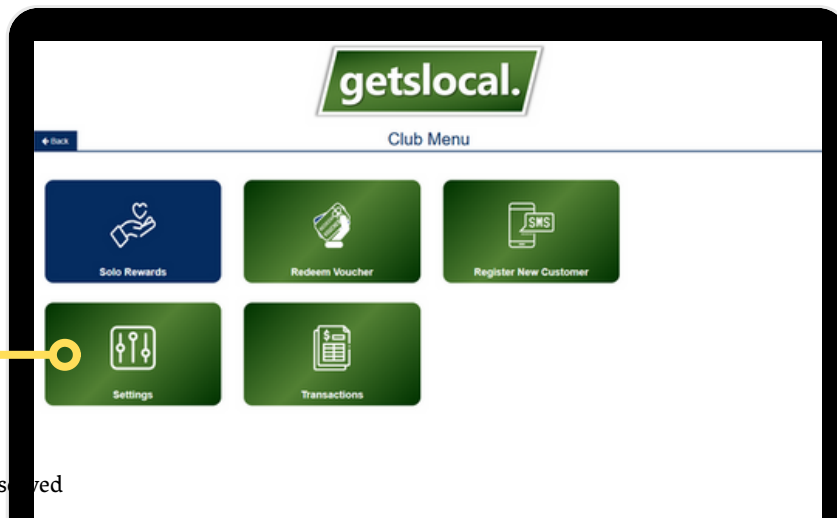 getslocal.
Back
Club Menu
SMS
Solo Rewards
Redeem Voucher
Register New Customer
$
Settings
Transactions